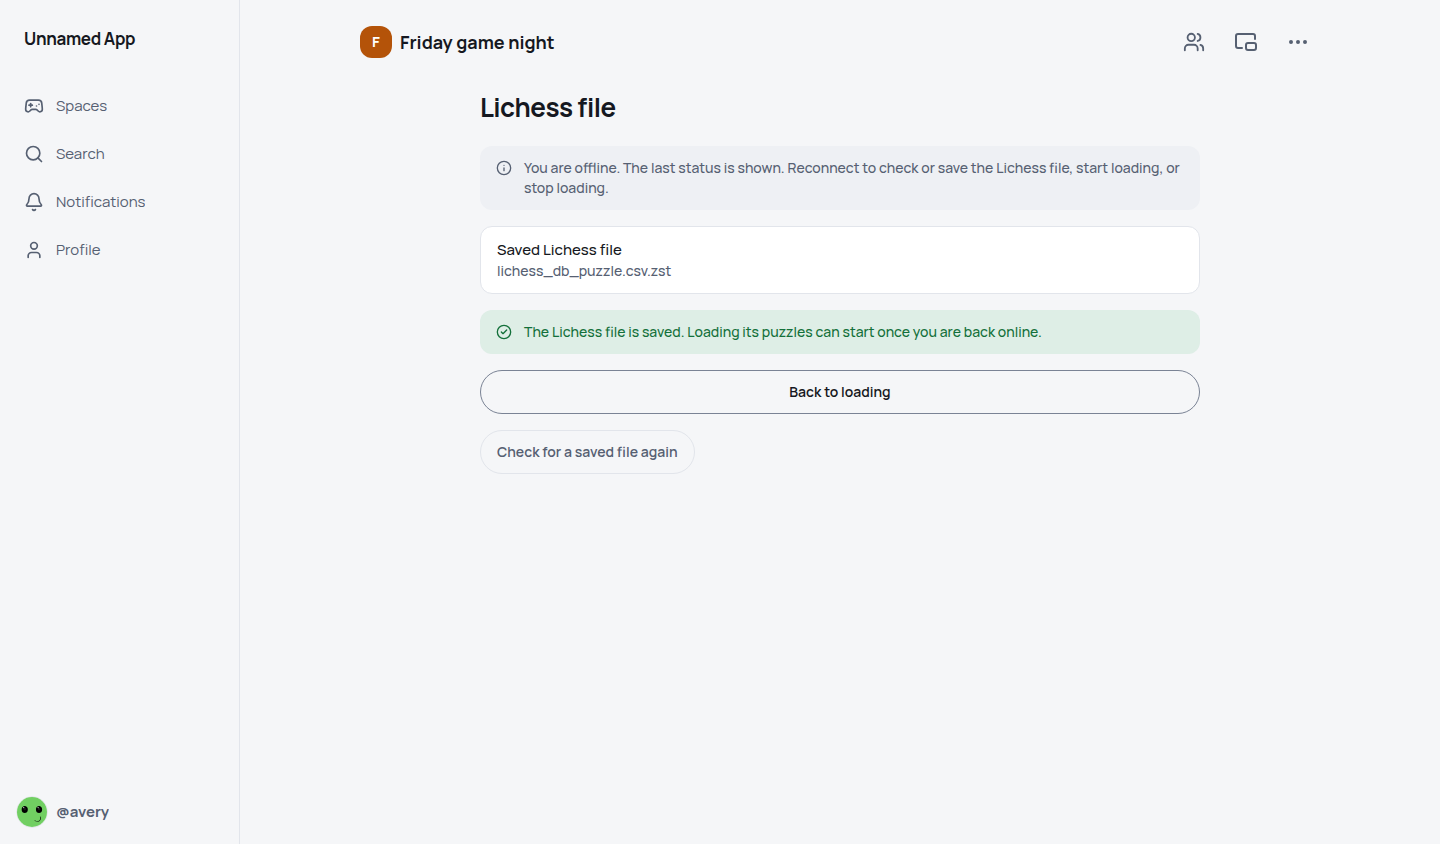 Unnamed App
Spaces
Search
Notifications
Profile
@avery
F
Friday game night
Lichess file
You are offline. The last status is shown. Reconnect to check or save the Lichess file, start loading, or
stop loading.
Saved Lichess file
lichess_db_puzzle.csv.zst
The Lichess file is saved. Loading its puzzles can start once you are back online.
Back to loading
Check for a saved file again